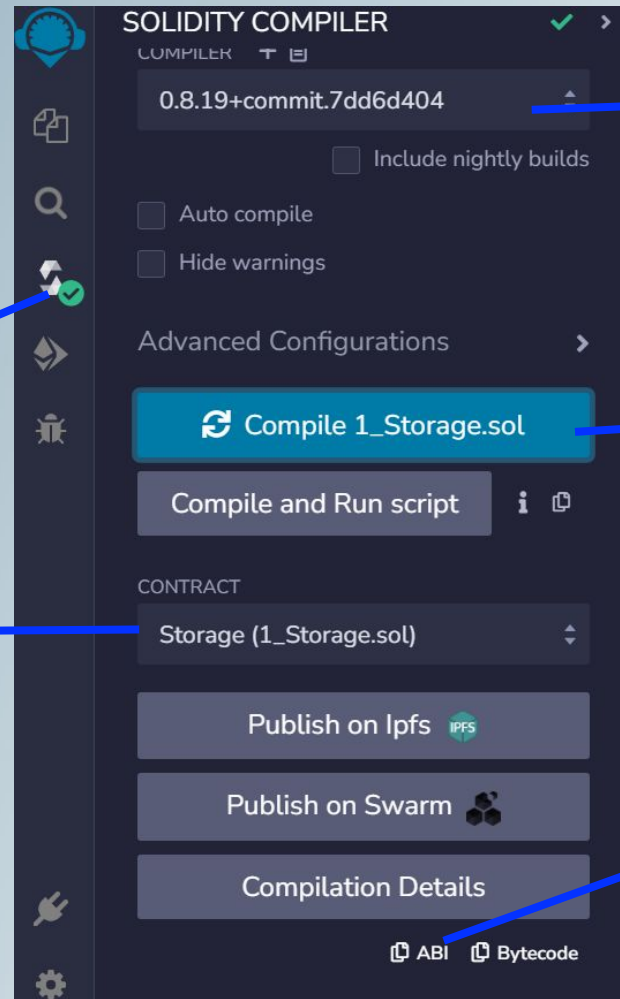 SOLIDITY COMPILER
COMPILER
0.8.19+commit.7dd6d404
Include nightly builds
Auto compile
Hide warnings
Advanced Configurations
Compile 1_Storage.sol
Compile and Run script
CONTRACT
Storage (1_Storage.sol)
Publish on Ipfs IPFS
Publish on Swarm
Compilation Details
ABI Bytecode